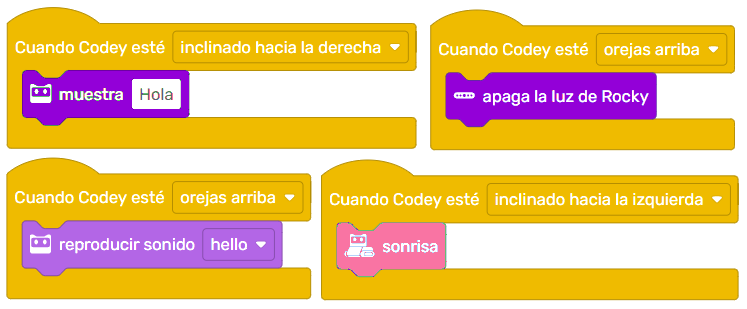 Cuando Codey esté inclinado hacia la derecha
muestra Hola
Cuando Codey esté orejas arriba
apaga la luz de Rocky
Cuando Codey esté orejas arriba
reproducir sonido hello
Cuando Codey esté inclinado hacia la izquierda
sonrisa